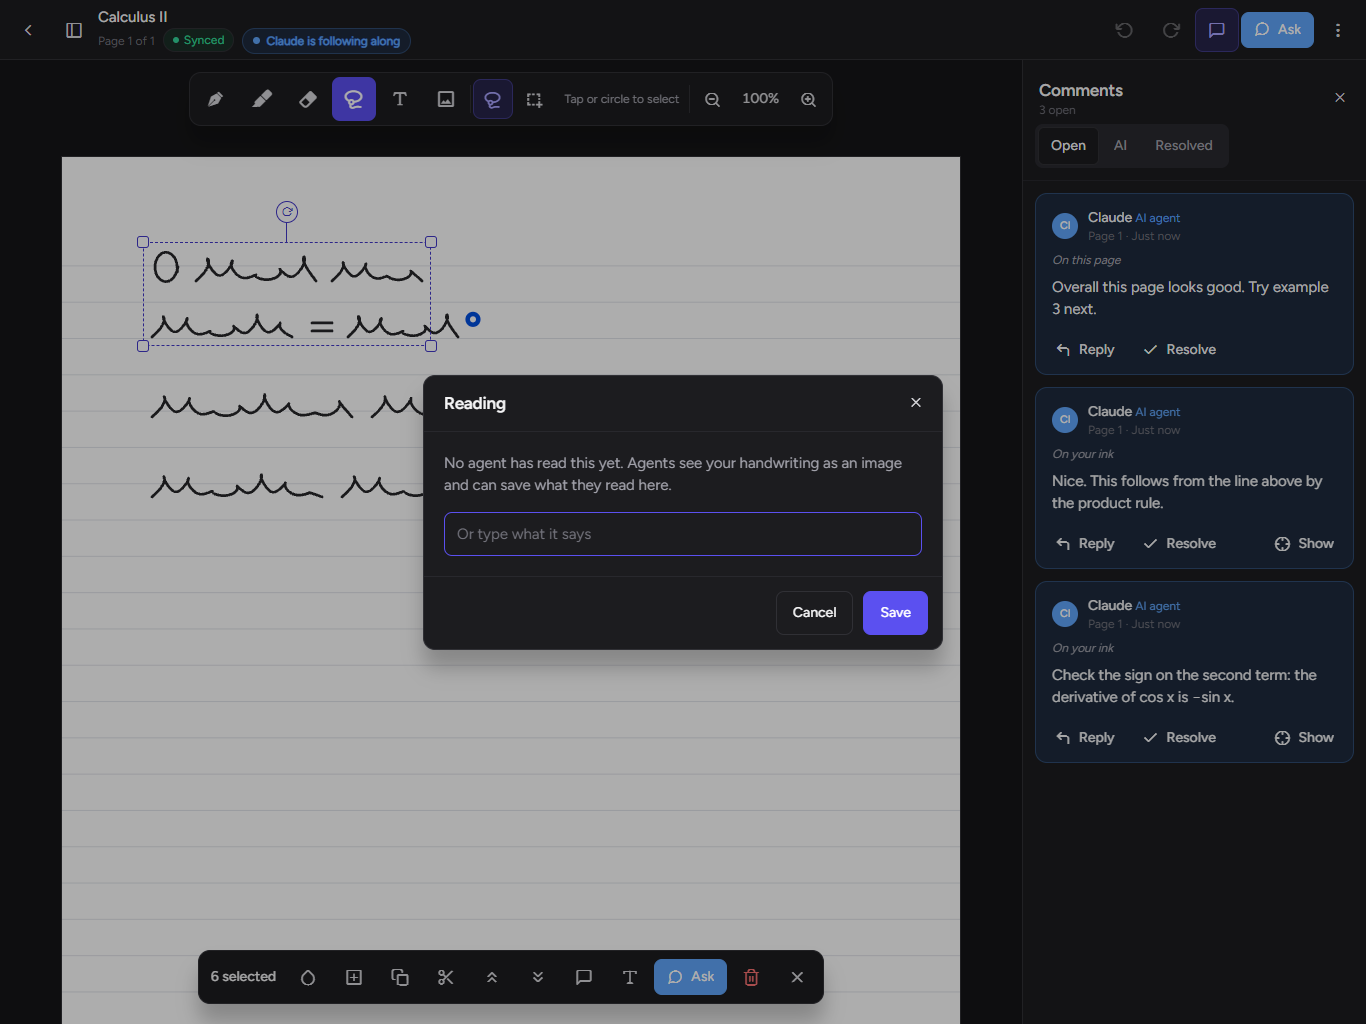 Calculus II
Page 1 of 1
Synced
Claude is following along
Ask
T
Tap or circle to select
100%
=
Reading
No agent has read this yet. Agents see your handwriting as an image
and can save what they read here.
Or type what it says
Cancel
Save
6 selected
T
Ask
Comments
3 open
Open
AI
Resolved
Cl
Claude AI agent
Page 1 · Just now
On this page
Overall this page looks good. Try example
3 next.
Reply
Resolve
Cl
Claude AI agent
Page 1 · Just now
On your ink
Nice. This follows from the line above by
the product rule.
Reply
Resolve
Show
Cl
Claude AI agent
Page 1 · Just now
On your ink
Check the sign on the second term: the
derivative of cos x is −sin x.
Reply
Resolve
Show